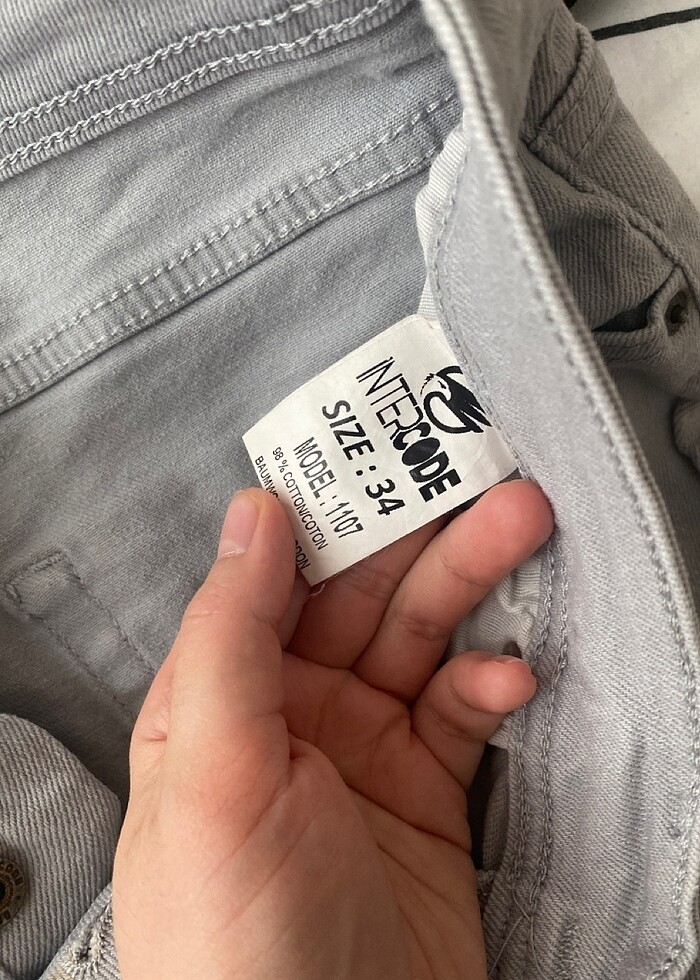 INTERCODE
SIZE : 34
MODEL : 1107
98 % COTTON/COTON